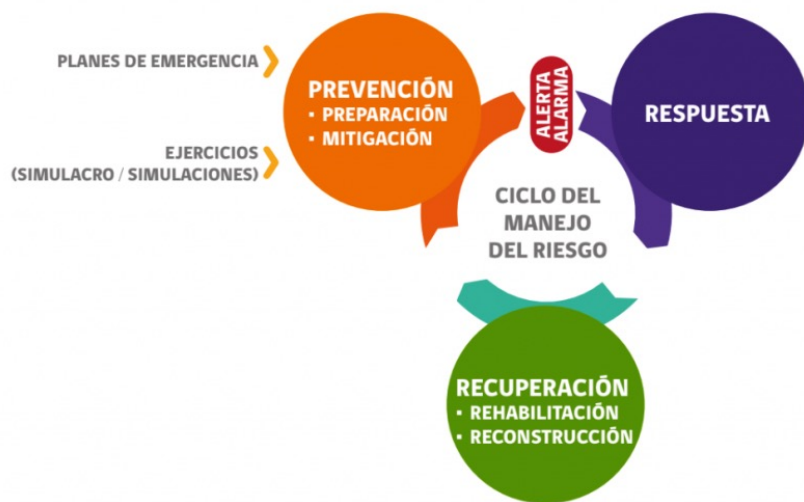 PLANES DE EMERGENCIA
EJERCICIOS
(SIMULACRO / SIMULACIONES)
PREVENCIÓN
▪ PREPARACIÓN
▪ MITIGACIÓN
ALERTA
ALARMA
RESPUESTA
CICLO DEL
MANEJO
DEL RIESGO
RECUPERACIÓN
▪ REHABILITACIÓN
▪ RECONSTRUCCIÓN